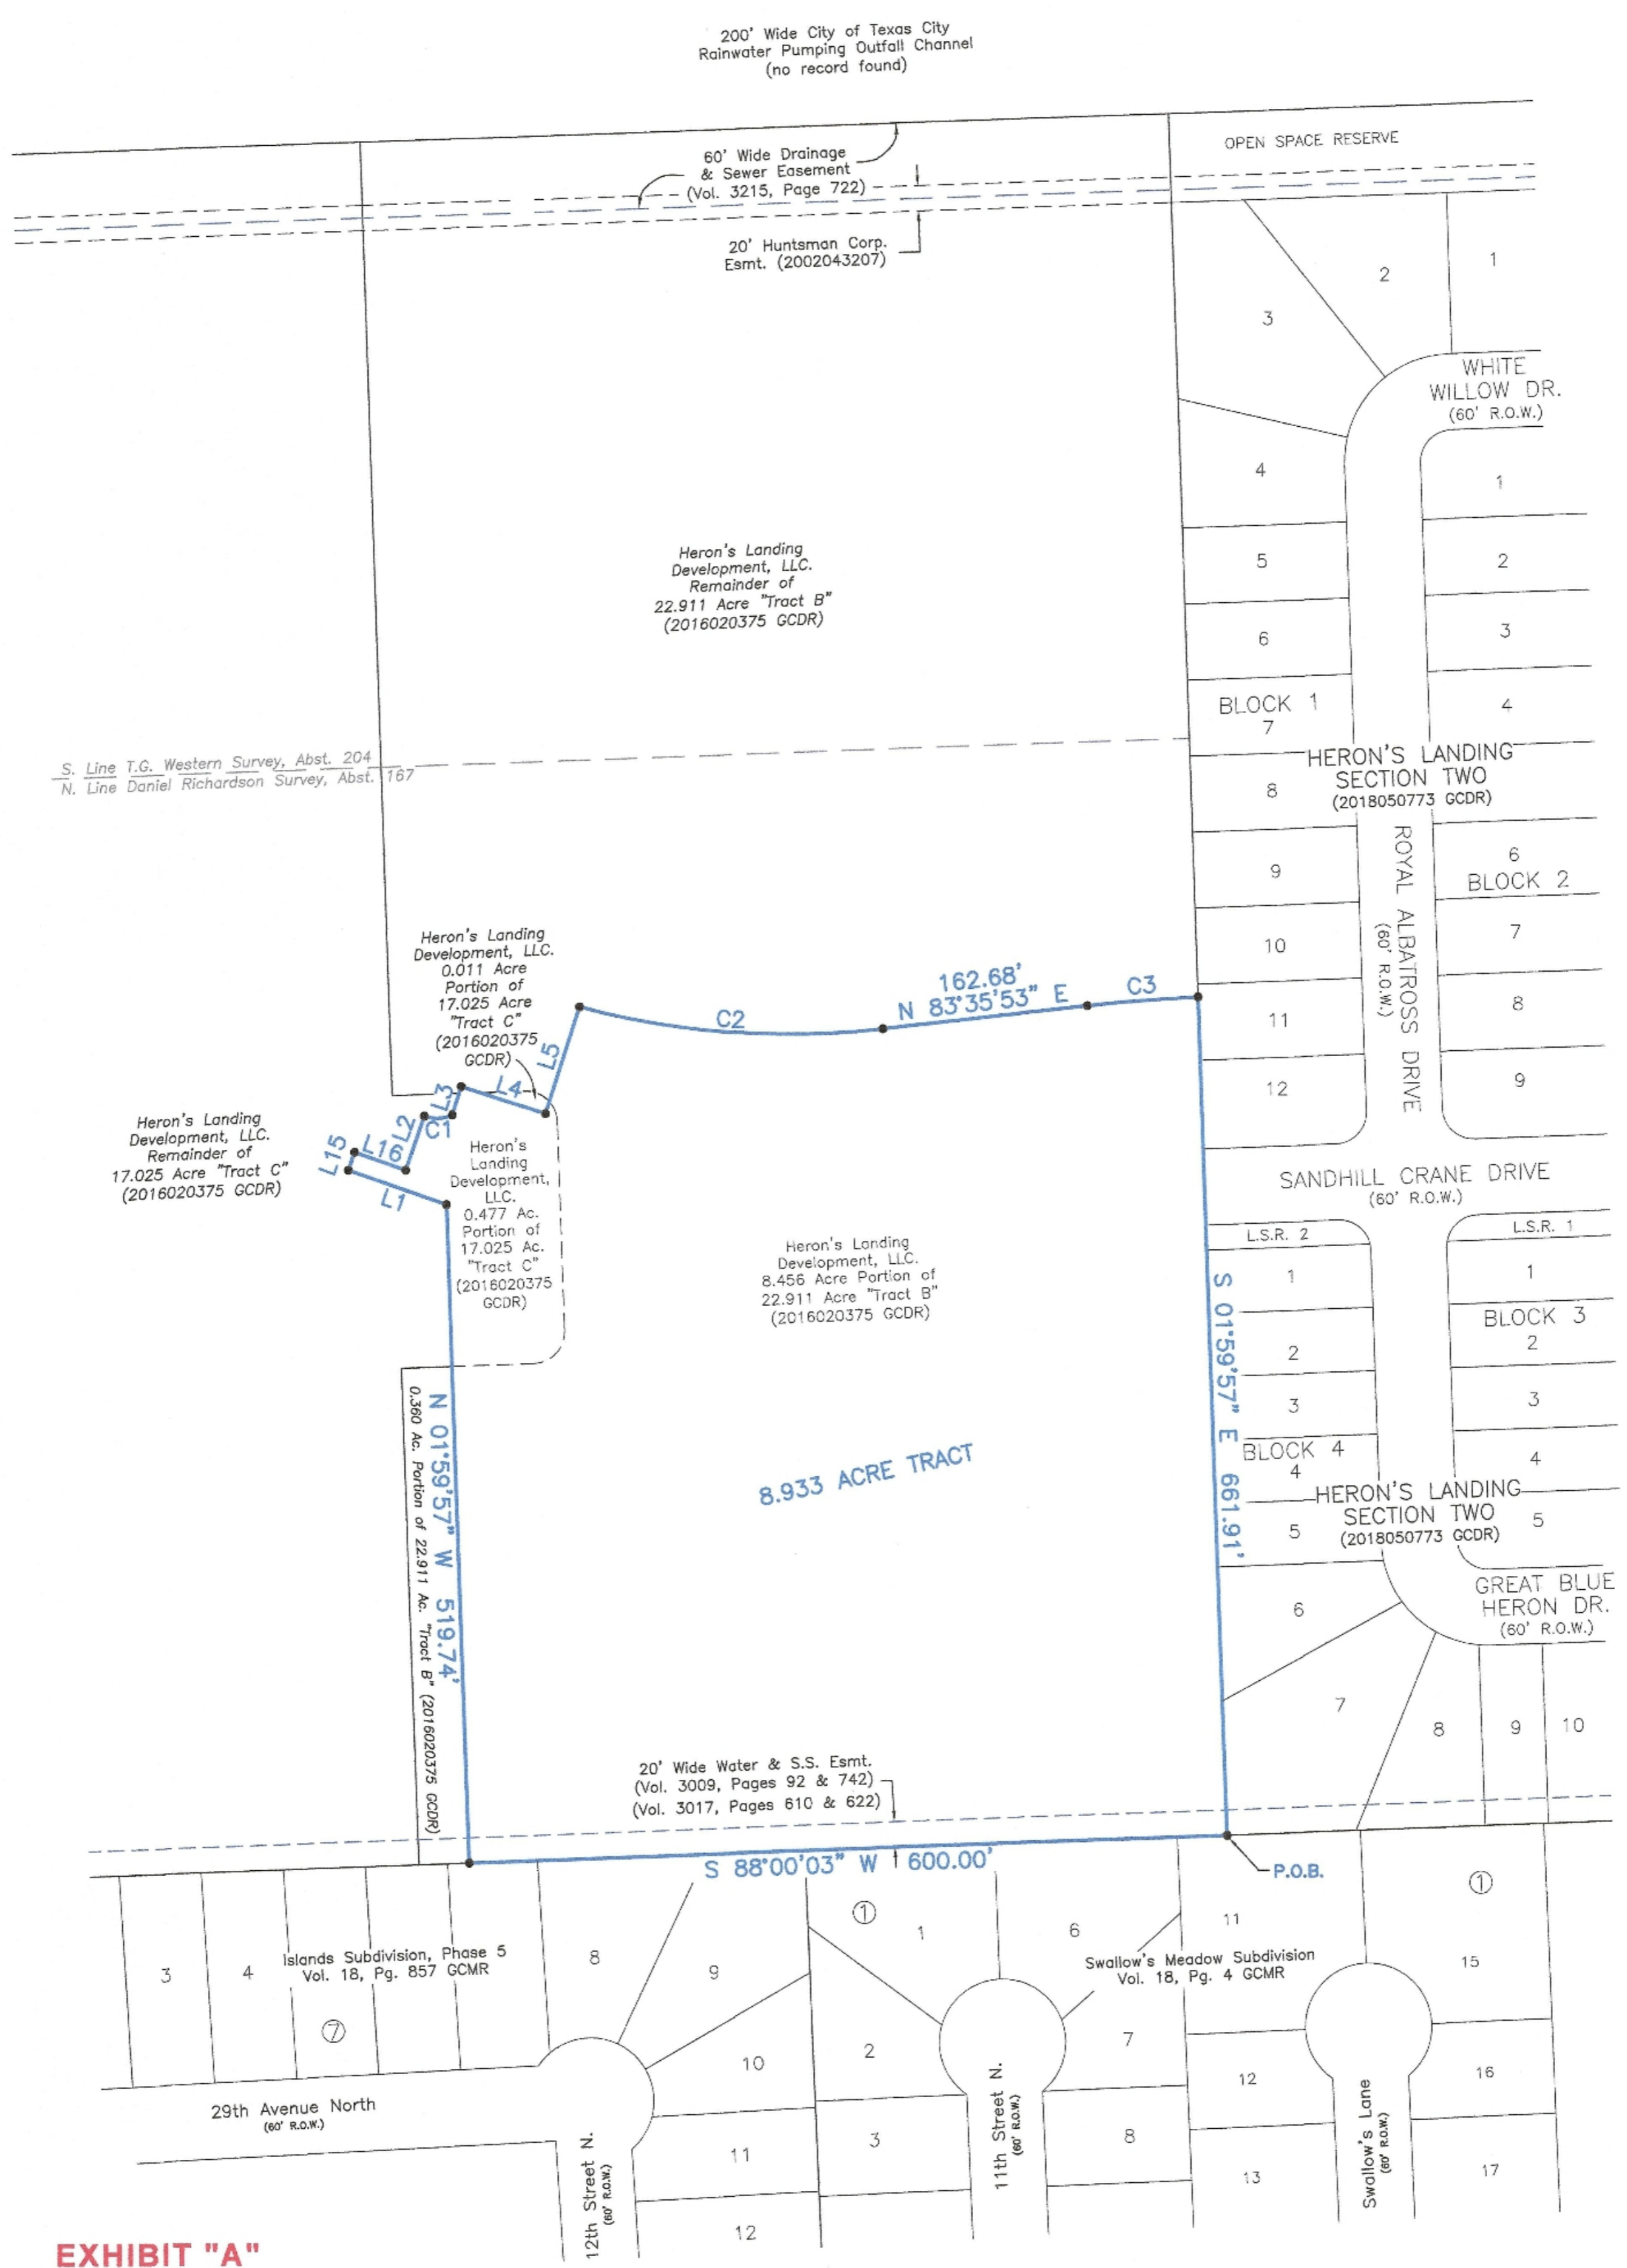 200' Wide City of Texas City
Rainwater Pumping Outfall Channel
(no record found)
OPEN SPACE RESERVE
60' Wide Drainage
& Sewer Easement
(Vol. 3215, Page 722)
20' Huntsman Corp.
Esmt. (2002043207)
1
2
3
WHITE
WILLOW DR.
(60' R.O.W.)
4
1
Heron's Landing
Development, LLC.
Remainder of
22.911 Acre "Tract B"
(2016020375 GCDR)
5
2
6
3
BLOCK 1
7
4
S. Line T.G. Western Survey, Abst. 204
N. Line Daniel Richardson Survey, Abst. 167
HERON'S LANDING
SECTION TWO
(2018050773 GCDR)
8
ROYAL ALBATROSS DRIVE
(60' R.O.W.)
9
6
BLOCK 2
10
7
11
8
12
9
Heron's Landing
Development, LLC.
0.011 Acre
Portion of
17.025 Acre
"Tract C"
(2016020375
GCDR)
162.68'
N 83°35'53" E
C3
C2
L5
L4
L3
C1
L2
L16
L15
L1
Heron's Landing
Development, LLC.
Remainder of
17.025 Acre "Tract C"
(2016020375 GCDR)
Heron's
Landing
Development,
LLC.
0.477 Ac.
Portion of
17.025 Ac.
"Tract C"
(2016020375
GCDR)
Heron's Landing
Development, LLC.
8.456 Acre Portion of
22.911 Acre "Tract B"
(2016020375 GCDR)
SANDHILL CRANE DRIVE
(60' R.O.W.)
L.S.R. 2
L.S.R. 1
1
1
BLOCK 3
2
2
3
3
BLOCK 4
4
4
S 01°59'57" E 661.91'
HERON'S LANDING
SECTION TWO
(2018050773 GCDR)
5
5
N 01°59'57" W 519.74'
0.360 Ac. Portion of 22.911 Ac. "Tract B" (2016020375 GCDR)
8.933 ACRE TRACT
GREAT BLUE
HERON DR.
(60' R.O.W.)
6
7
8
9
10
20' Wide Water & S.S. Esmt.
(Vol. 3009, Pages 92 & 742)
(Vol. 3017, Pages 610 & 622)
S 88°00'03" W 600.00'
P.O.B.
3
4
Islands Subdivision, Phase 5
Vol. 18, Pg. 857 GCMR
7
8
9
10
11
12
1
1
2
3
6
11
Swallow's Meadow Subdivision
Vol. 18, Pg. 4 GCMR
7
8
12
13
1
15
16
17
29th Avenue North
(60' R.O.W.)
12th Street N.
(60' R.O.W.)
11th Street N.
(60' R.O.W.)
Swallow's Lane
(60' R.O.W.)
EXHIBIT "A"